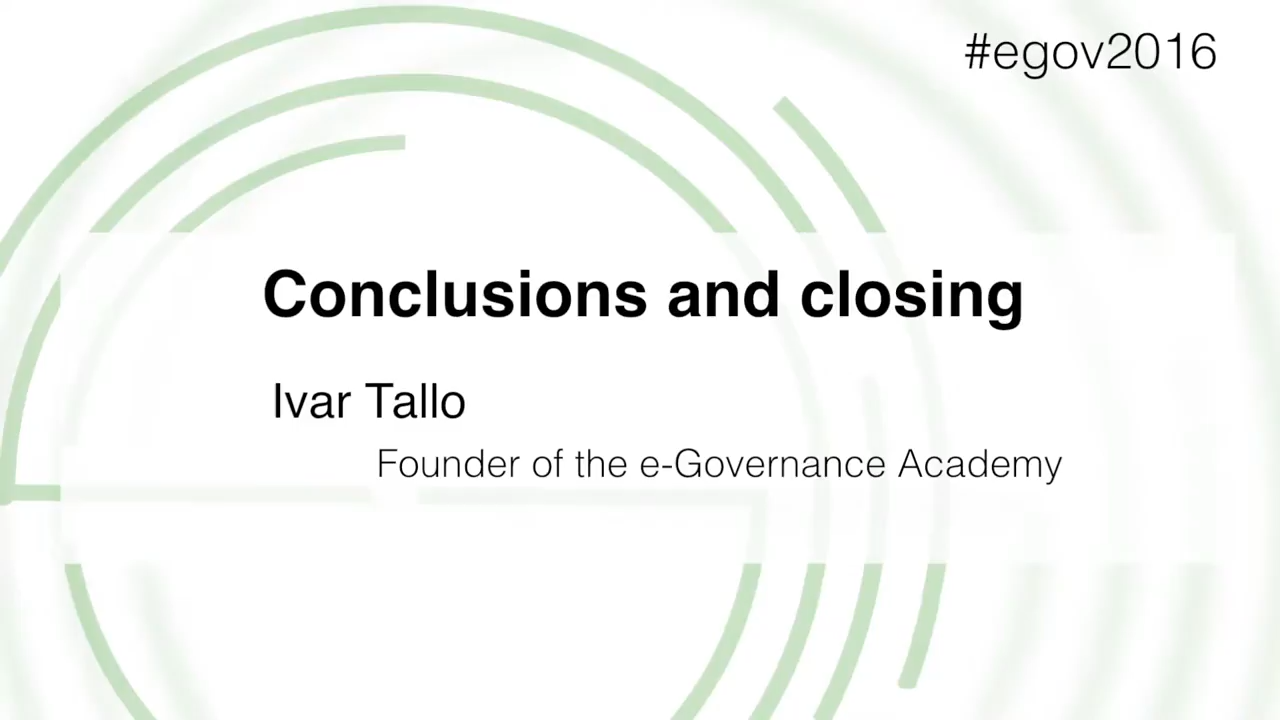 #egov2016
Conclusions and closing
Ivar Tallo
Founder of the e-Governance Academy